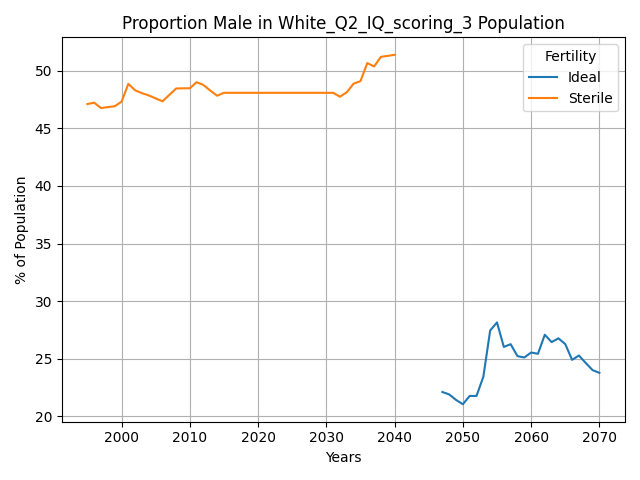 Proportion Male in White_Q2_IQ_scoring_3 Population
Fertility
Ideal
Sterile
% of Population
50
45
40
35
30
25
20
2000 2010 2020 2030 2040 2050 2060 2070
Years